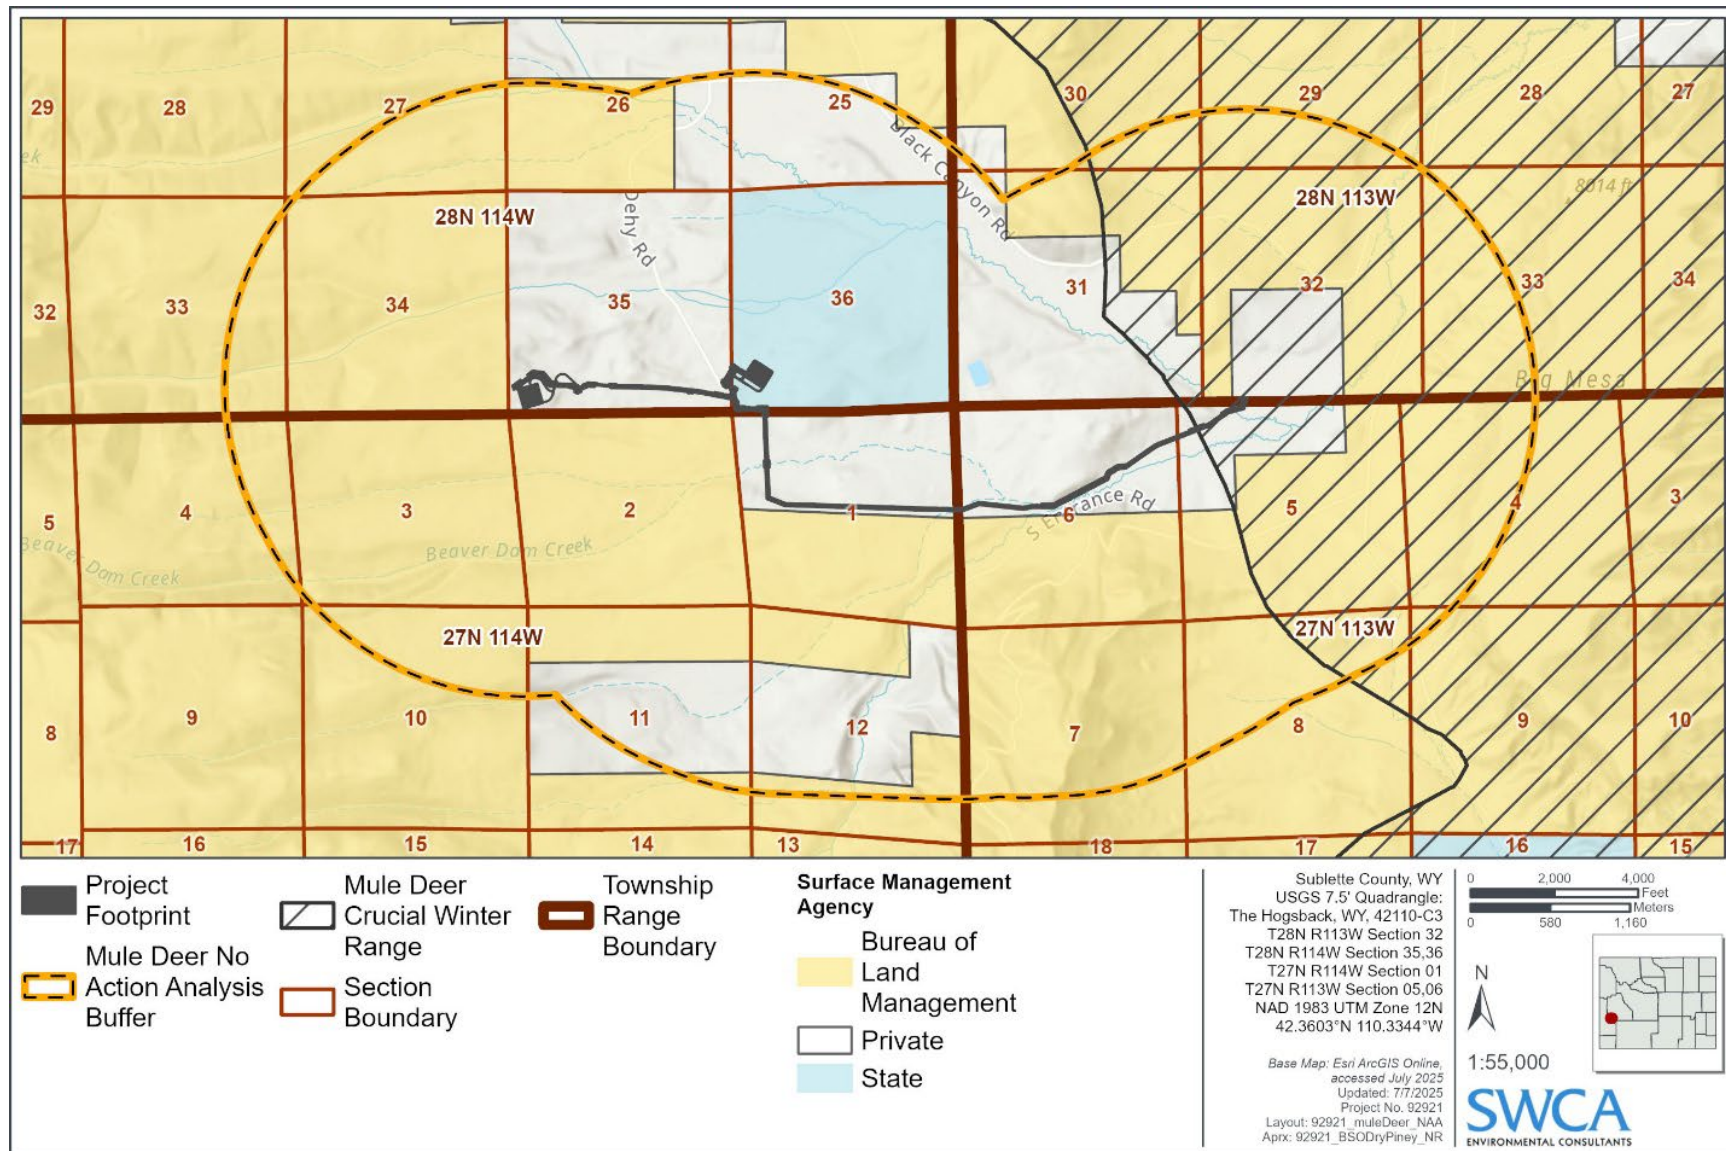 29
28
27
26
25
30
29
28
27
ek
Black Canyon Rd
8014 ft
28N 114W
28N 113W
Dehy Rd
32
33
34
35
36
31
32
33
34
Big Mesa
5
4
3
2
1
6
5
4
3
S Entrance Rd
Beaver Dam Creek
Beaver Dam Creek
27N 114W
27N 113W
8
9
10
11
12
7
8
9
10
17
16
15
14
13
18
17
16
15
Project
Footprint
Mule Deer No
Action Analysis
Buffer
Mule Deer
Crucial Winter
Range
Section
Boundary
Township
Range
Boundary
Surface Management
Agency
Bureau of
Land
Management
Private
State
Sublette County, WY
USGS 7.5' Quadrangle:
The Hogsback, WY, 42110-C3
T28N R113W Section 32
T28N R114W Section 35,36
T27N R114W Section 01
T27N R113W Section 05,06
NAD 1983 UTM Zone 12N
42.3603°N 110.3344°W
Base Map: Esri ArcGIS Online,
accessed July 2025
Updated: 7/7/2025
Project No. 92921
Layout: 92921_muleDeer_NAA
Aprx: 92921_BSODryPiney_NR
0 2,000 4,000
Feet
Meters
0 580 1,160
N
1:55,000
SWCA
ENVIRONMENTAL CONSULTANTS